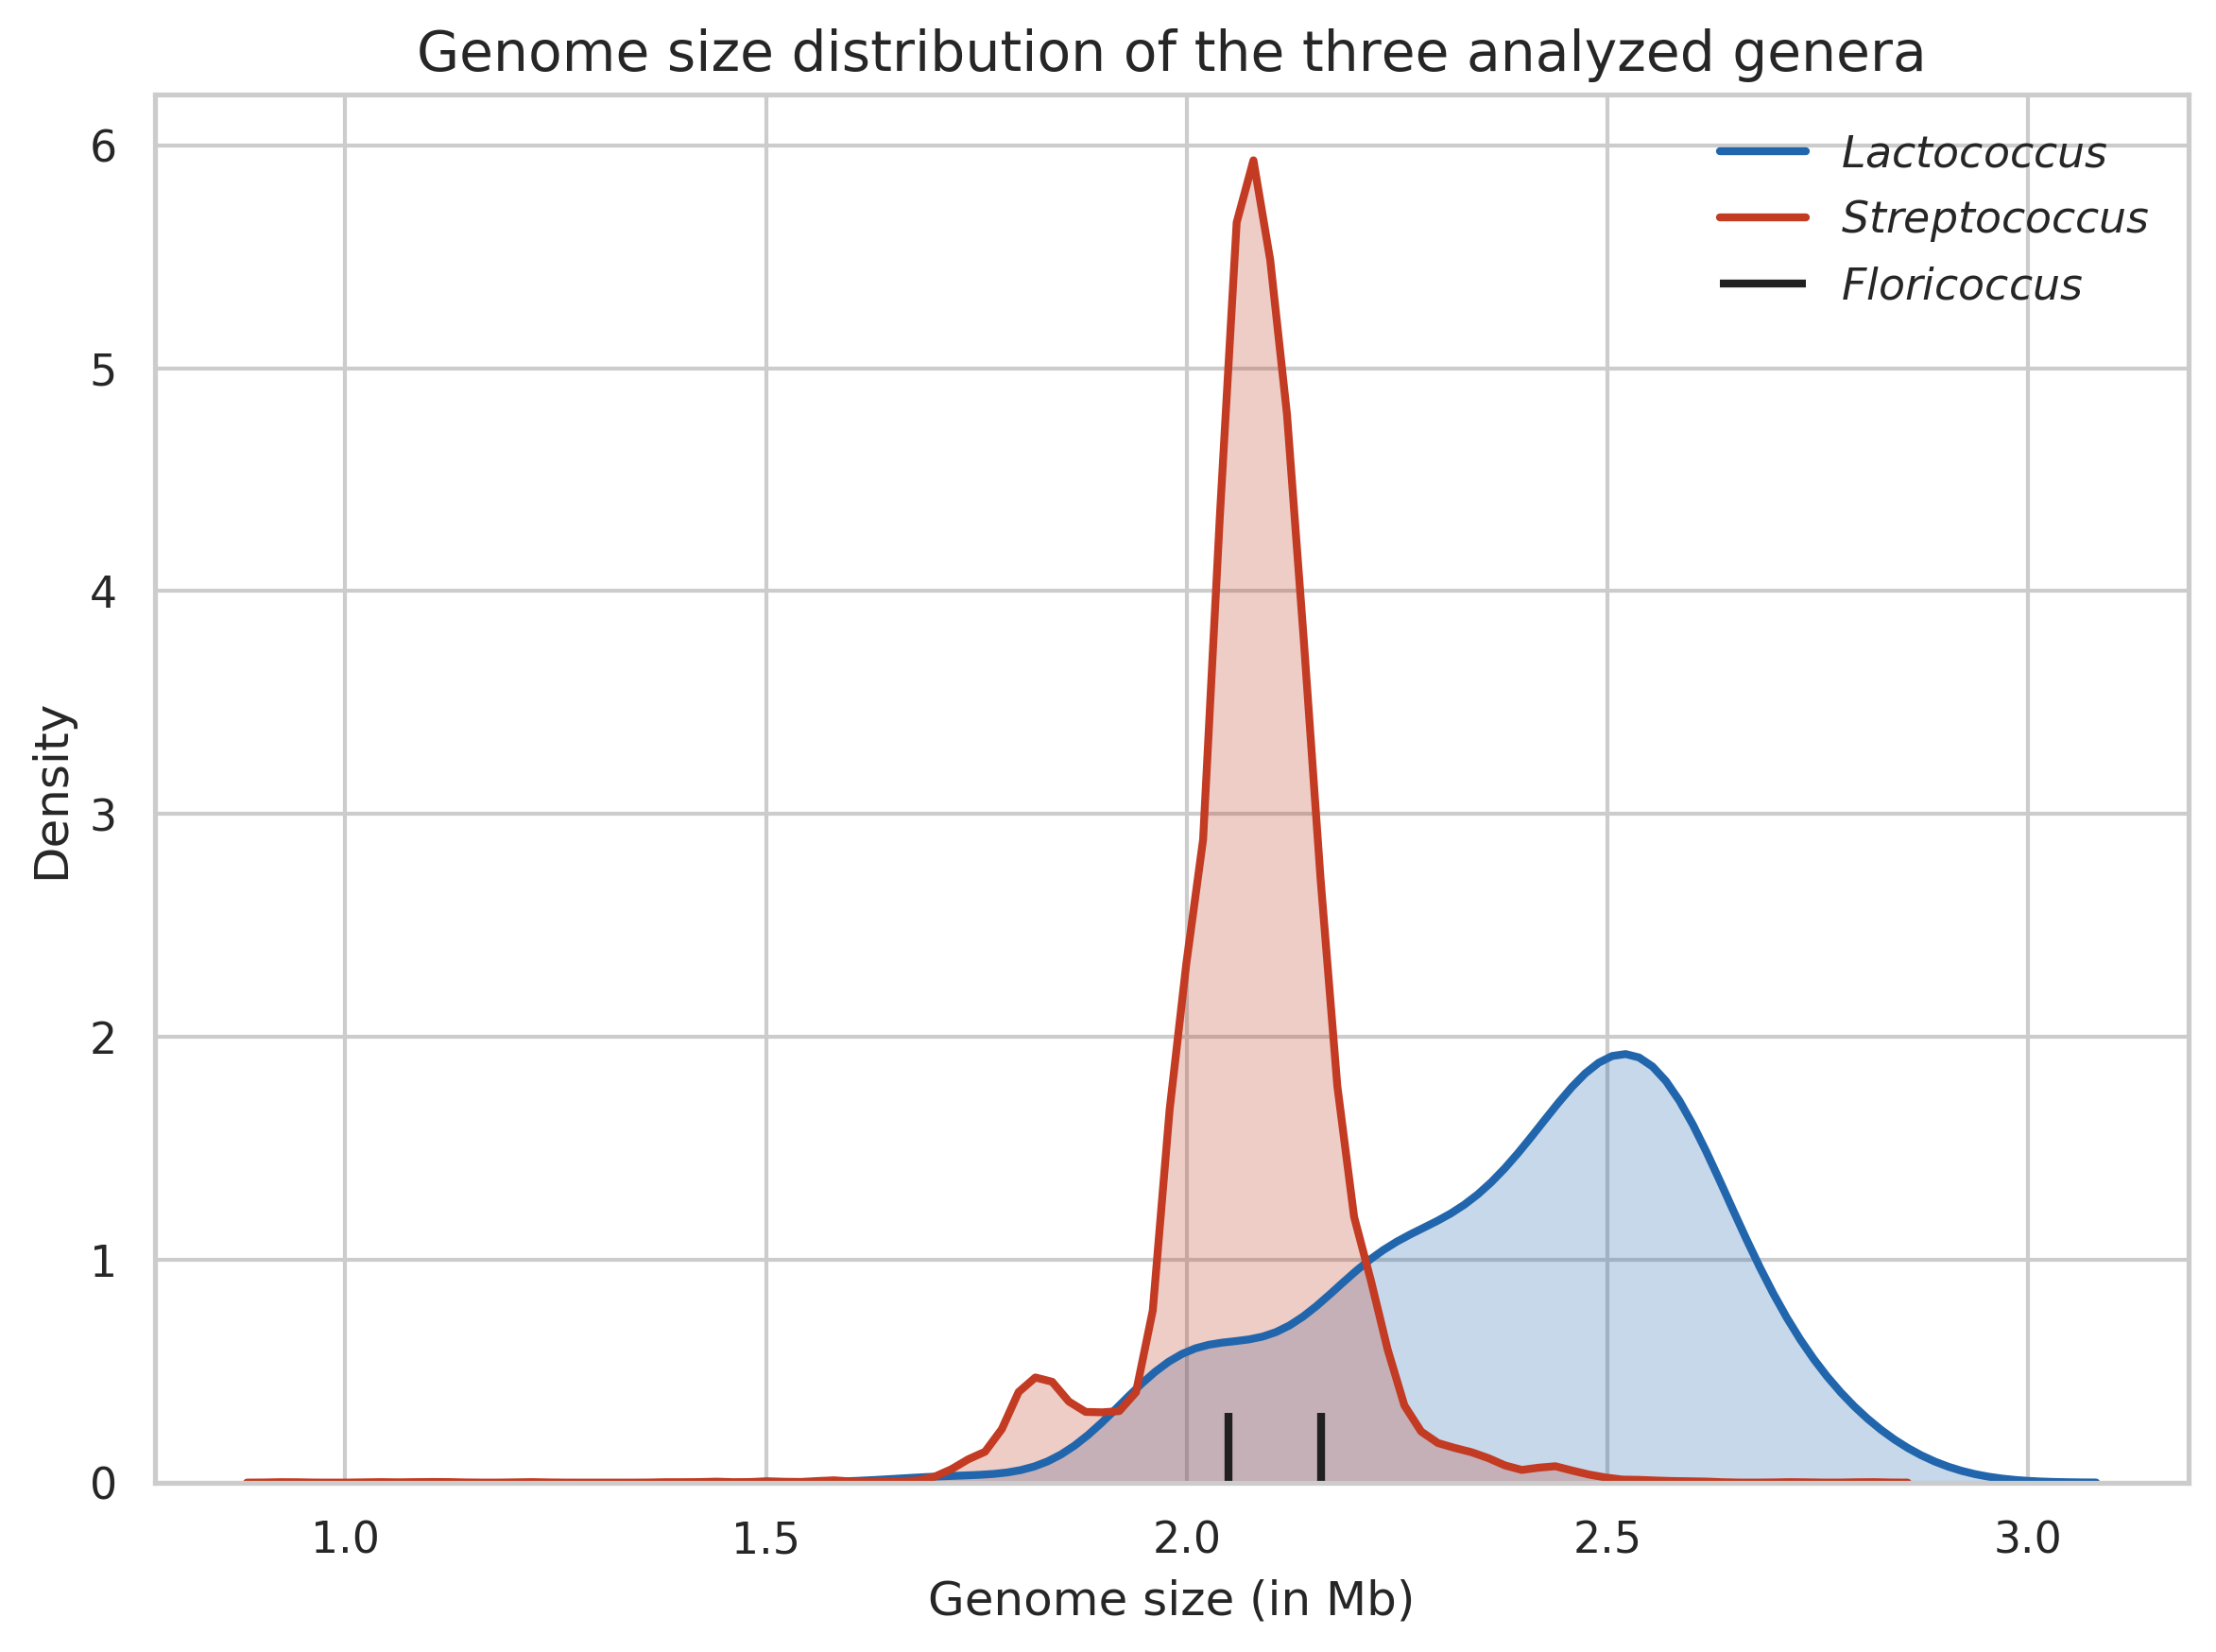 Genome size distribution of the three analyzed genera
Lactococcus
Streptococcus
Floricoccus
6
5
4
3
2
1
0
Density
1.0 1.5 2.0 2.5 3.0
Genome size (in Mb)